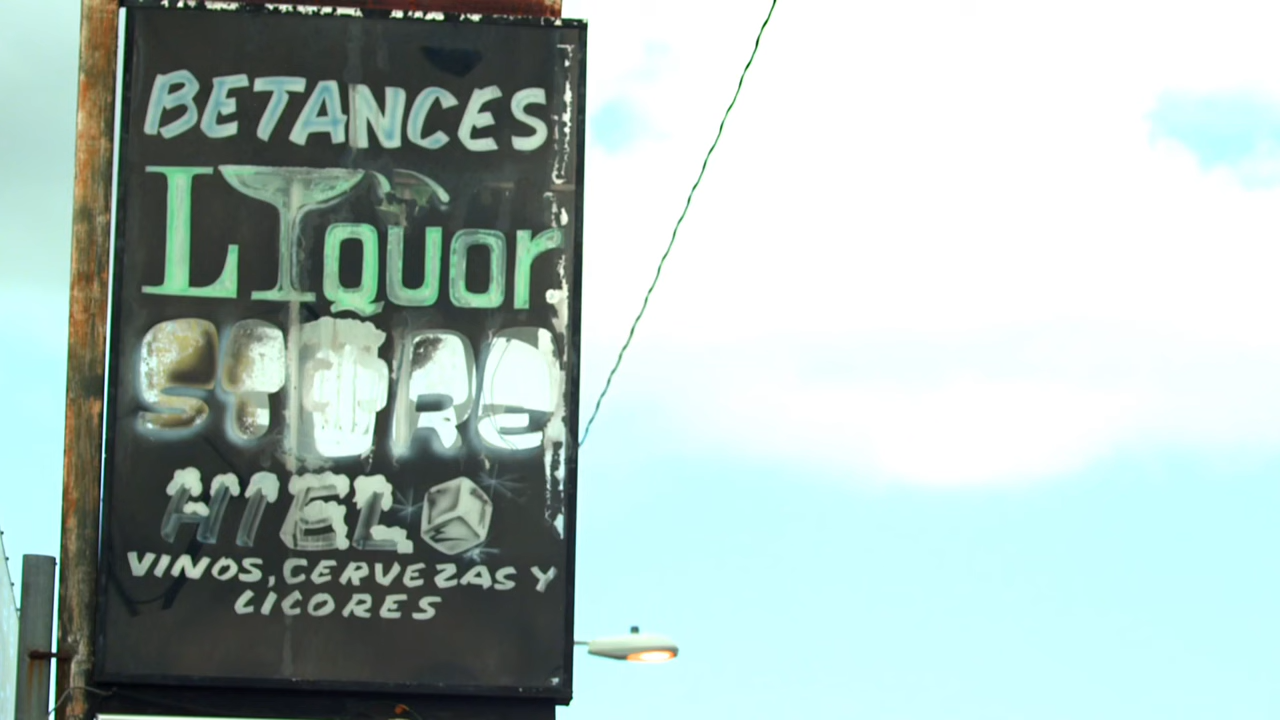 BETANCES
LIQUOR
STORE
HIELO
VINOS, CERVEZAS Y
LICORES